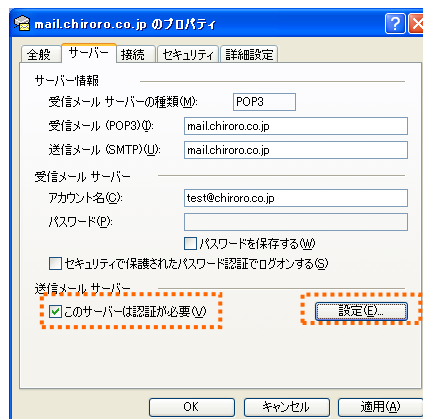 mail.chiroro.co.jp のプロパティ
全般 サーバー 接続 セキュリティ 詳細設定
サーバー情報
受信メール サーバーの種類(M): POP3
受信メール (POP3)(I): mail.chiroro.co.jp
送信メール (SMTP)(U): mail.chiroro.co.jp
受信メール サーバー
アカウント名(C): test@chiroro.co.jp
パスワード(P):
パスワードを保存する(W)
セキュリティで保護されたパスワード認証でログオンする(S)
送信メール サーバー
このサーバーは認証が必要(V) 設定(E)...
OK キャンセル 適用(A)